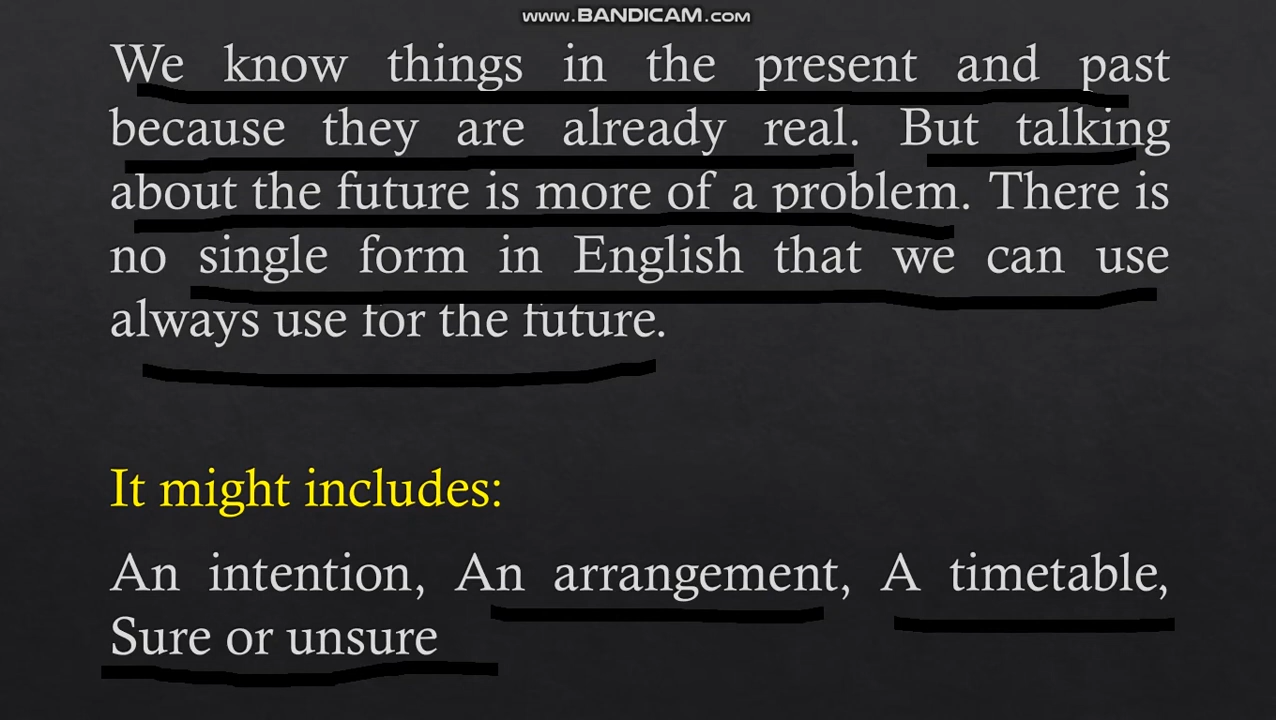 www.BANDICAM.com
We know things in the present and past
because they are already real. But talking
about the future is more of a problem. There is
no single form in English that we can use
always use for the future.
It might includes:
An intention, An arrangement, A timetable,
Sure or unsure